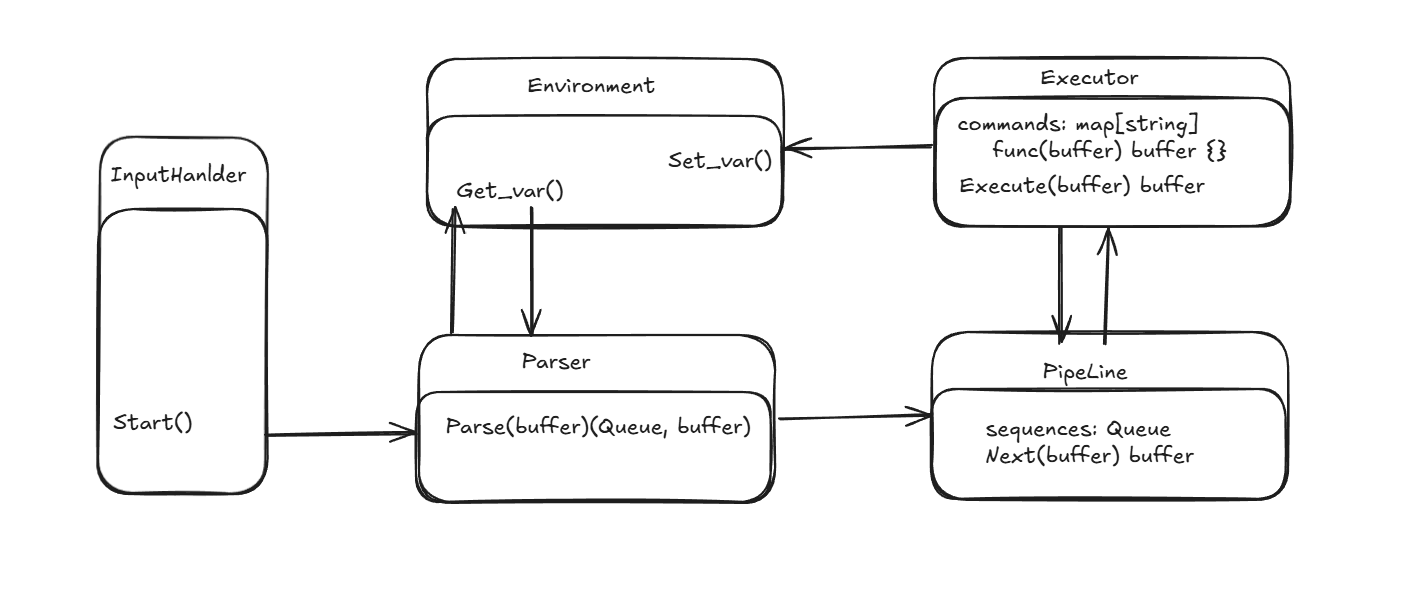 InputHanlder
Start()
Environment
Set_var()
Get_var()
Parser
Parse(buffer)(Queue, buffer)
Executor
commands: map[string]
func(buffer) buffer {}
Execute(buffer) buffer
PipeLine
sequences: Queue
Next(buffer) buffer